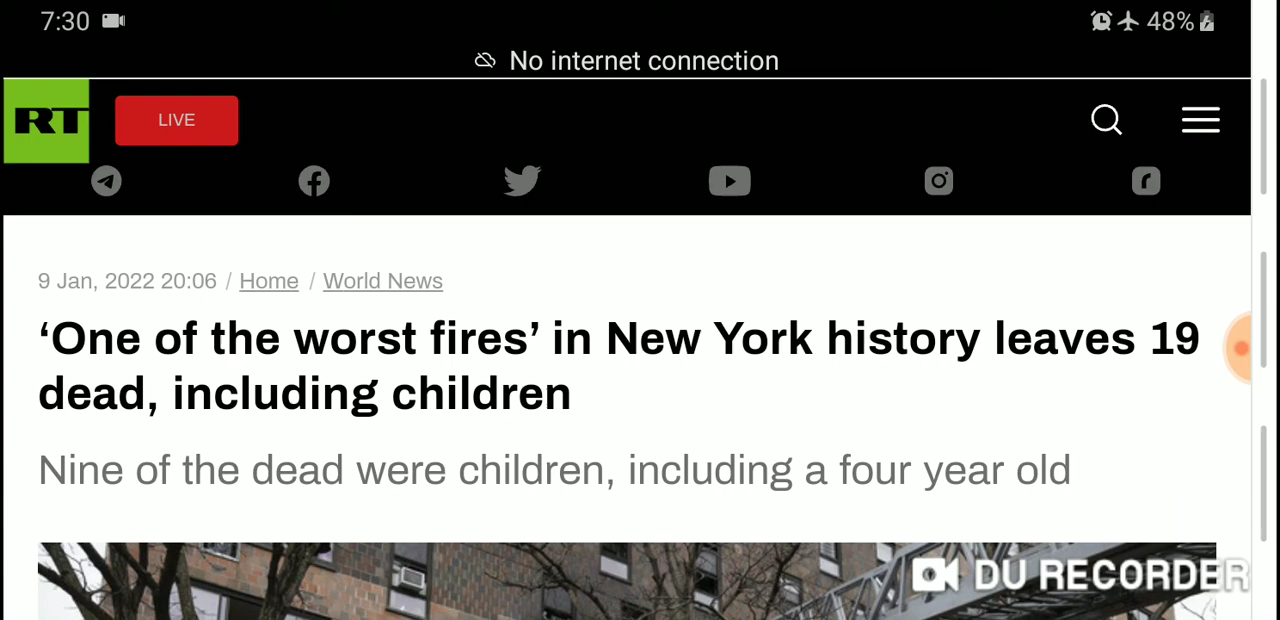 7:30 48%
No internet connection
RT LIVE
9 Jan, 2022 20:06 / Home / World News
‘One of the worst fires’ in New York history leaves 19
dead, including children
Nine of the dead were children, including a four year old
DU RECORDER